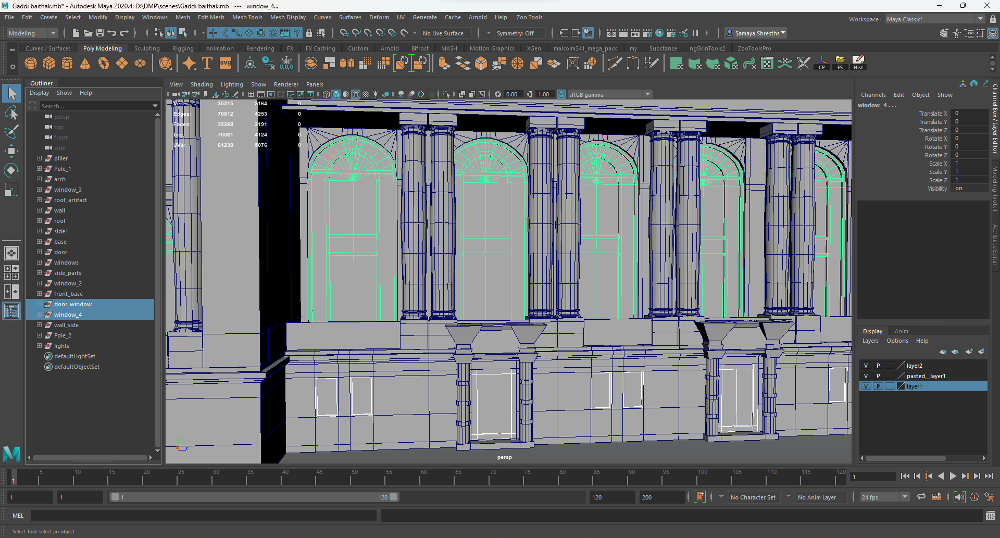 Gaddi baithak.mb* - Autodesk Maya 2020.4: D:\DMP\scenes\Gaddi baithak.mb --- window_4...
File Edit Create Select Modify Display Windows Mesh Edit Mesh Mesh Tools Mesh Display Curves Surfaces Deform UV Generate Cache Arnold Help Zoo Tools
Workspace : Maya Classic*
Modeling No Live Surface Symmetry: Off IPR Samaya Shrestha
Curves / Surfaces Poly Modeling Sculpting Rigging Animation Rendering FX FX Caching Custom Arnold Bifrost MASH Motion Graphics XGen malcolm341_mega_pack my Substance ngSkinTools2 ZooToolsPro
T svg 0,0,0 CP ES Hist
Outliner
Display Show Help
Search...
persp
top
front
side
piller
Pole_1
arch
window_3
roof_artifact
wall
roof
side1
base
door
windows
side_parts
window_2
front_base
door_window
window_4
wall_side
Pole_2
lights
defaultLightSet
defaultObjectSet
View Shading Lighting Show Renderer Panels
0.00 1.00 ON sRGB gamma
Verts: 35315 2164 0
Edges: 70812 4253 0
Faces: 35288 2191 0
Tris: 70061 4124 0
UVs: 61238 5076 0
y
x z
persp
Channels Edit Object Show
window_4 . . .
Translate X 0
Translate Y 0
Translate Z 0
Rotate X 0
Rotate Y 0
Rotate Z 0
Scale X 1
Scale Y 1
Scale Z 1
Visibility on
Channel Box / Layer Editor
Modeling Toolkit
Attribute Editor
Display Anim
Layers Options Help
V P layer2
V P pasted__layer1
V P layer1
1 5 10 15 20 25 30 35 40 45 50 55 60 65 70 75 80 85 90 95 100 105 110 115 120 1
1 1 1 120 120 200 No Character Set No Anim Layer 24 fps
MEL
Select Tool: select an object